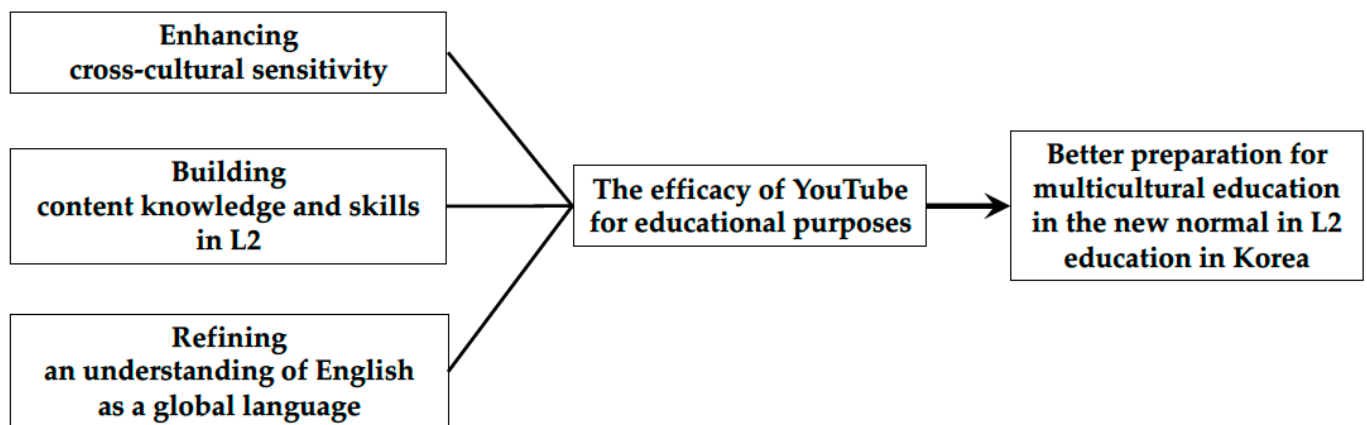 Enhancing
cross-cultural sensitivity
Building
content knowledge and skills
in L2
Refining
an understanding of English
as a global language
The efficacy of YouTube
for educational purposes
Better preparation for
multicultural education
in the new normal in L2
education in Korea